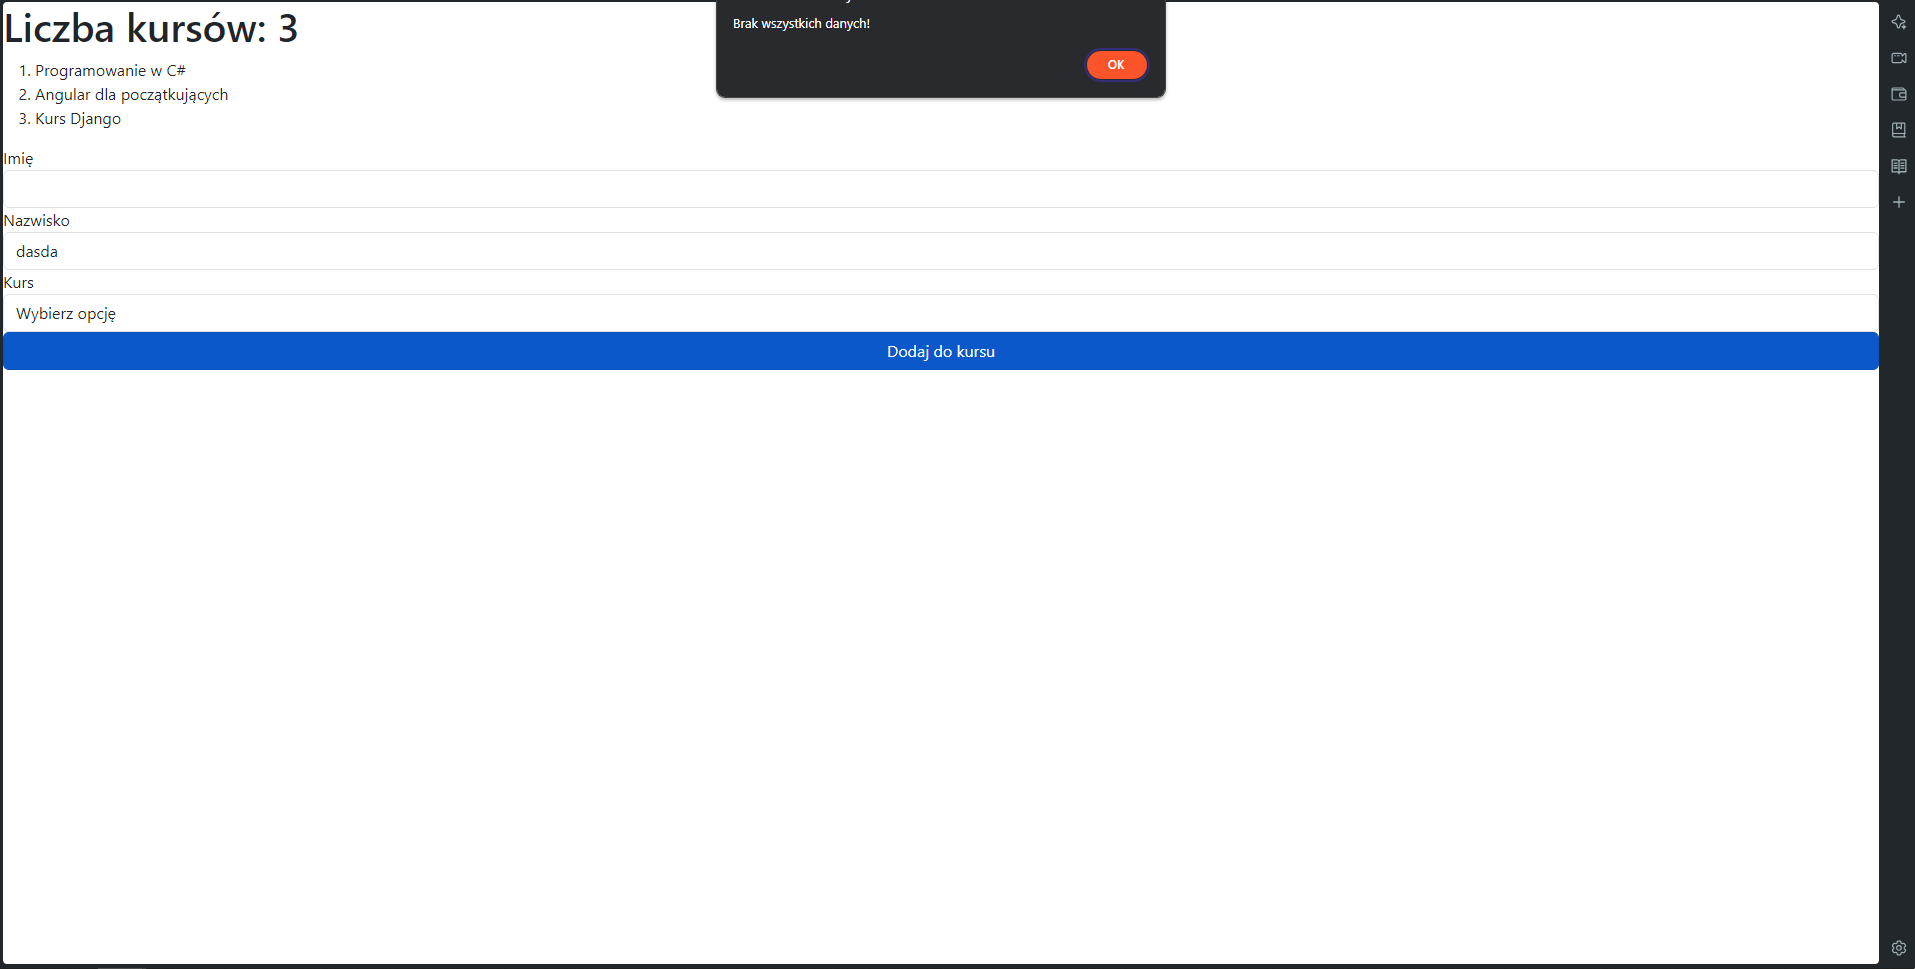 Liczba kursów: 3
1. Programowanie w C#
2. Angular dla początkujących
3. Kurs Django
Brak wszystkich danych!
OK
Imię
Nazwisko
dasda
Kurs
Wybierz opcję
Dodaj do kursu